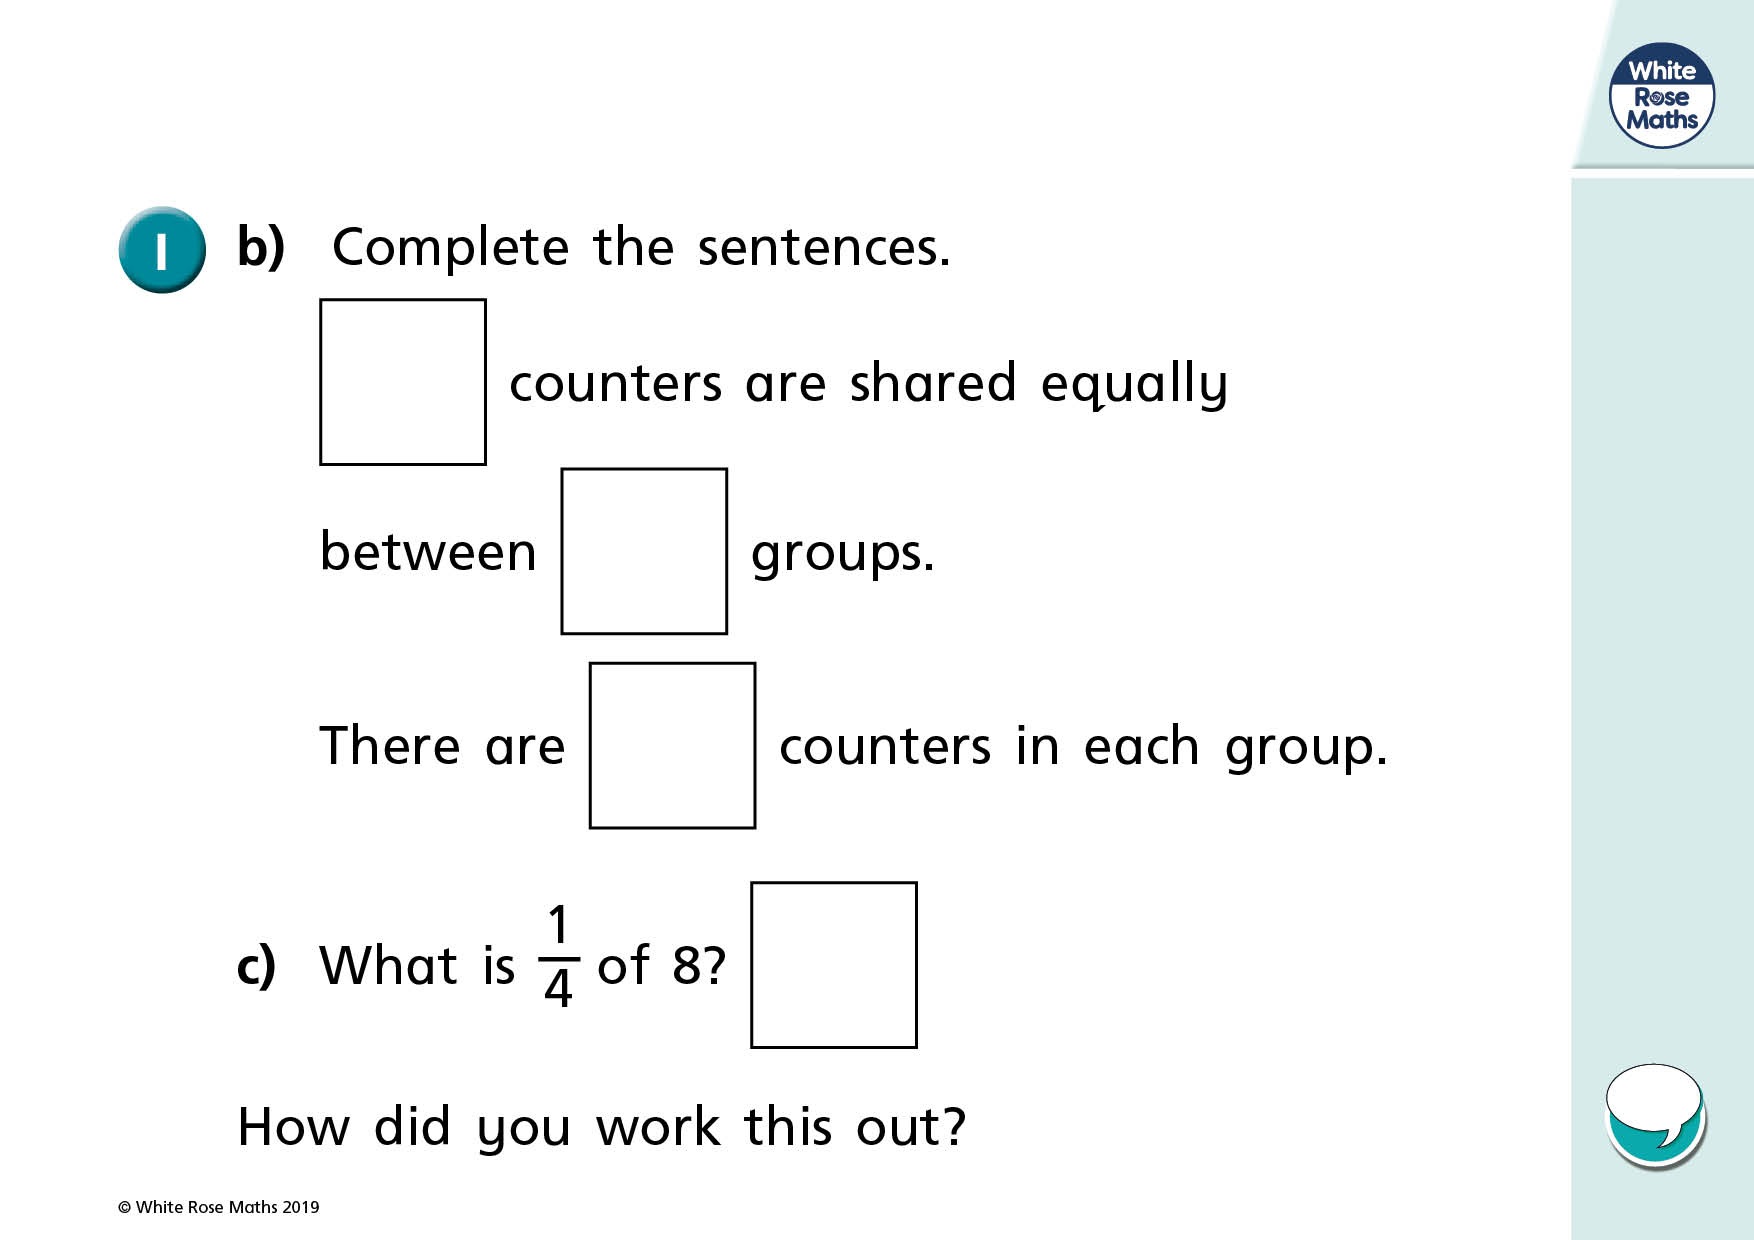 White
Rose
Maths
1 b) Complete the sentences.
counters are shared equally
between groups.
There are counters in each group.
c) What is 1/4 of 8?
How did you work this out?
© White Rose Maths 2019